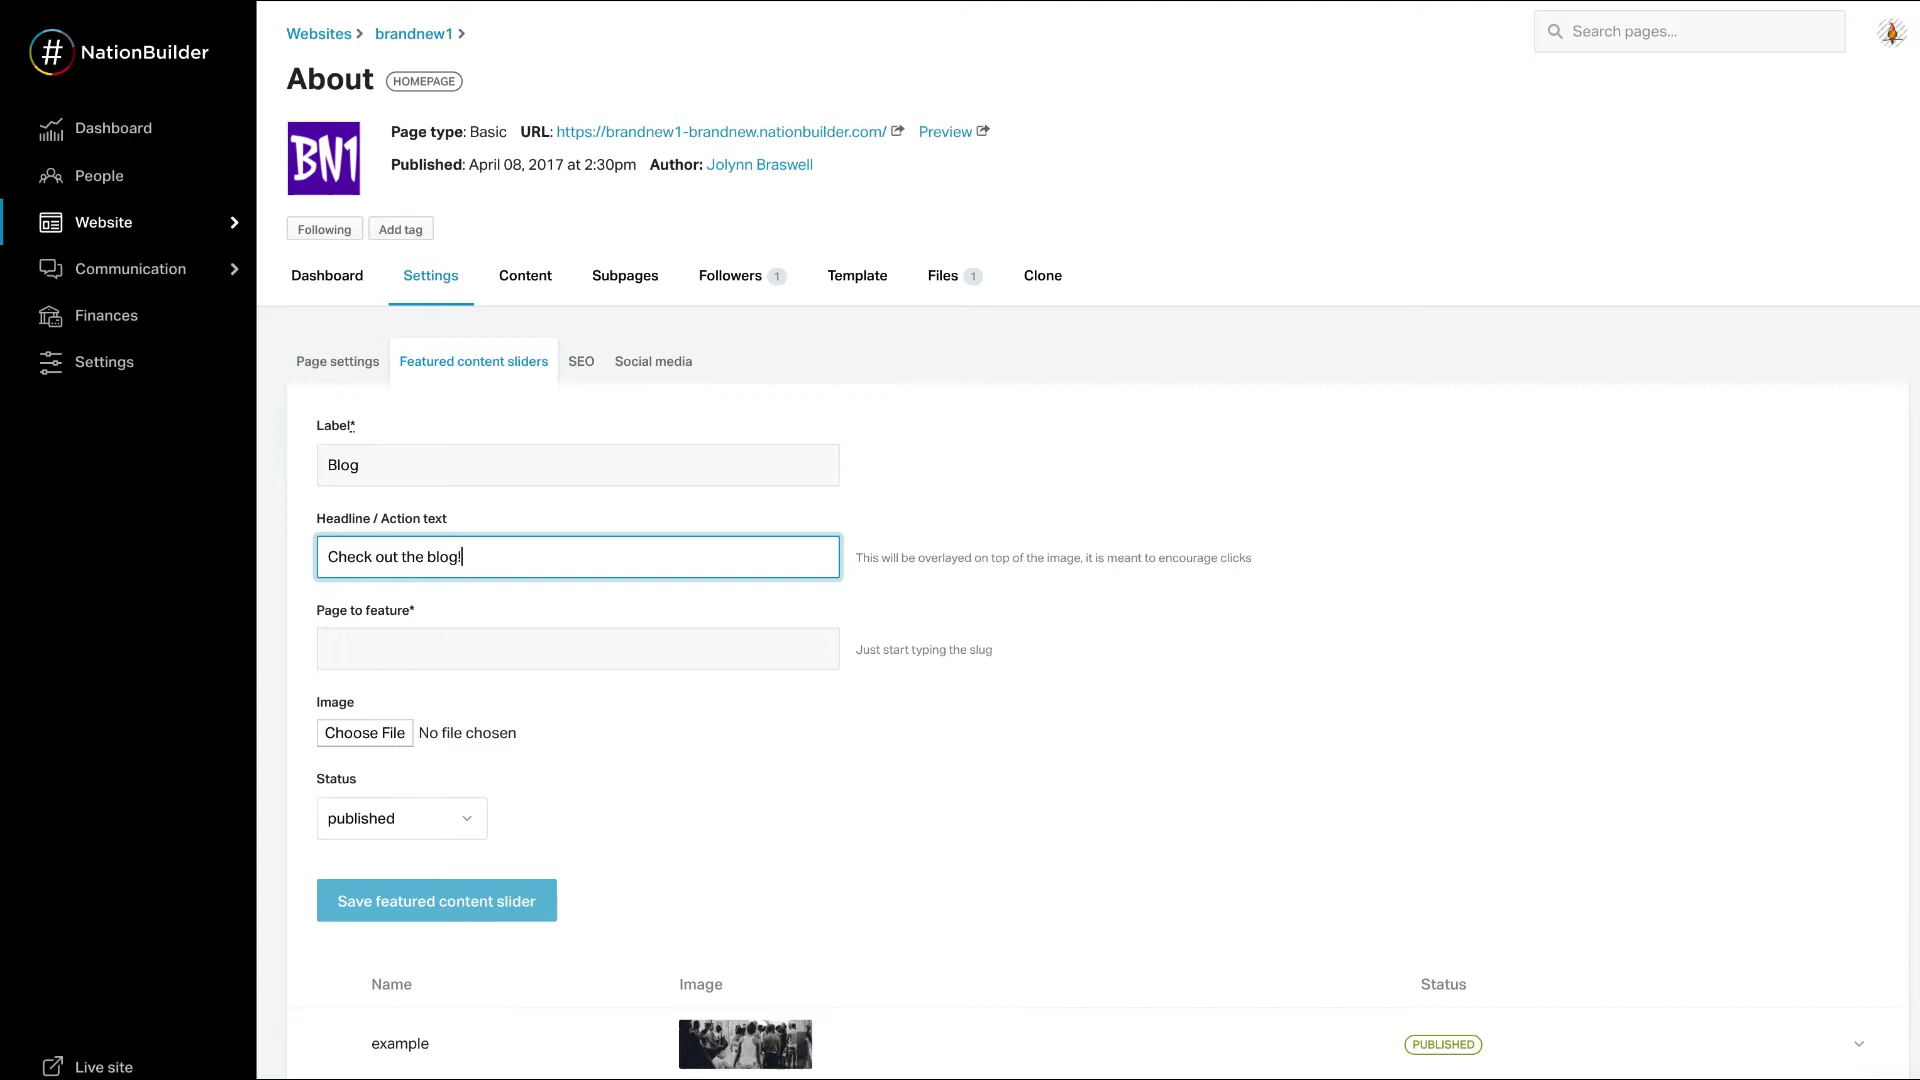 # NationBuilder
Dashboard
People
Website
Communication
Finances
Settings
Live site
Websites > brandnew1 >
Search pages...
About HOMEPAGE
BN1
Page type: Basic URL: https://brandnew1-brandnew.nationbuilder.com/ Preview
Published: April 08, 2017 at 2:30pm Author: Jolynn Braswell
Following Add tag
Dashboard Settings Content Subpages Followers 1 Template Files 1 Clone
Page settings Featured content sliders SEO Social media
Label*
Blog
Headline / Action text
Check out the blog! This will be overlayed on top of the image, it is meant to encourage clicks
Page to feature*
Just start typing the slug
Image
Choose File No file chosen
Status
published
Save featured content slider
Name Image Status
example PUBLISHED